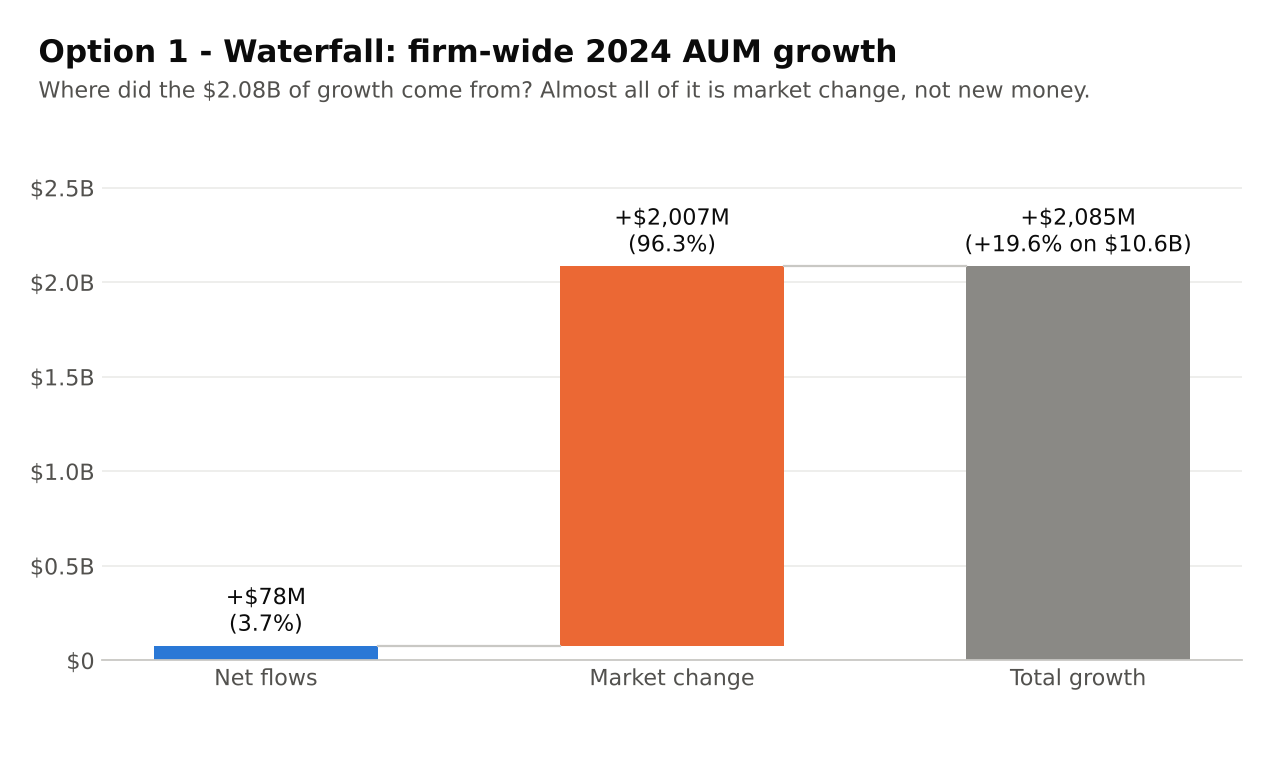 Option 1 - Waterfall: firm-wide 2024 AUM growth
Where did the $2.08B of growth come from? Almost all of it is market change, not new money.
$2.5B
$2.0B
$1.5B
$1.0B
$0.5B
$0
+$78M
(3.7%)
+$2,007M
(96.3%)
+$2,085M
(+19.6% on $10.6B)
Net flows
Market change
Total growth